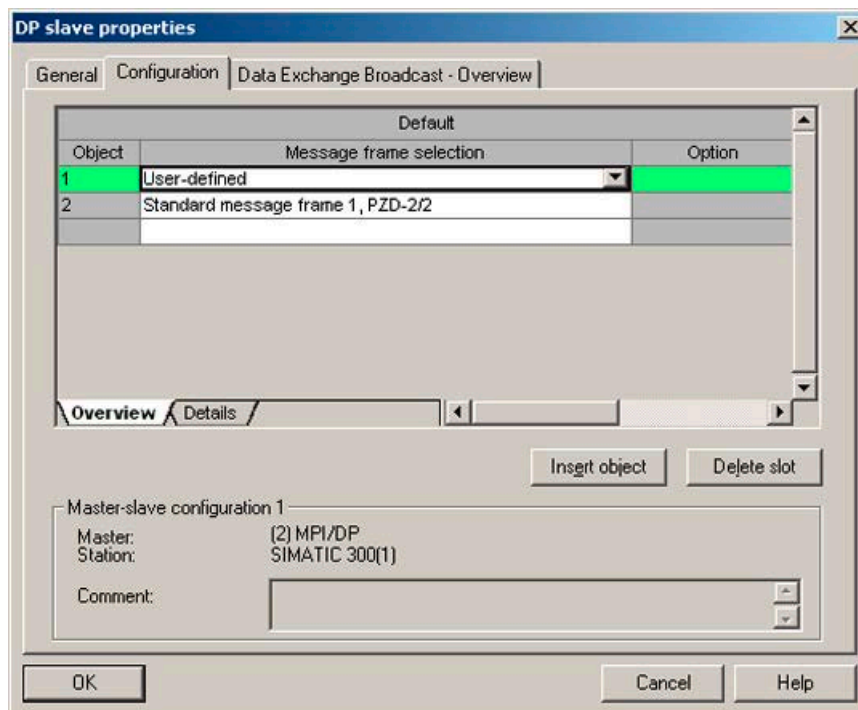 DP slave properties
General Configuration Data Exchange Broadcast - Overview
Default
Object Message frame selection Option
1 User-defined
2 Standard message frame 1, PZD-2/2
Overview Details
Insert object Delete slot
Master-slave configuration 1
Master: (2) MPI/DP
Station: SIMATIC 300(1)
Comment:
OK Cancel Help